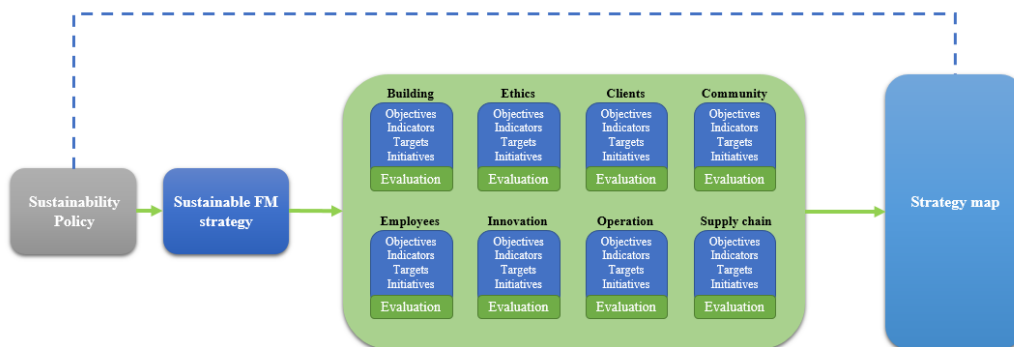 Building
Ethics
Clients
Community
Objectives
Indicators
Targets
Initiatives
Evaluation
Objectives
Indicators
Targets
Initiatives
Evaluation
Objectives
Indicators
Targets
Initiatives
Evaluation
Objectives
Indicators
Targets
Initiatives
Evaluation
Sustainability
Policy
Sustainable FM
strategy
Employees
Innovation
Operation
Supply chain
Objectives
Indicators
Targets
Initiatives
Evaluation
Objectives
Indicators
Targets
Initiatives
Evaluation
Objectives
Indicators
Targets
Initiatives
Evaluation
Objectives
Indicators
Targets
Initiatives
Evaluation
Strategy map